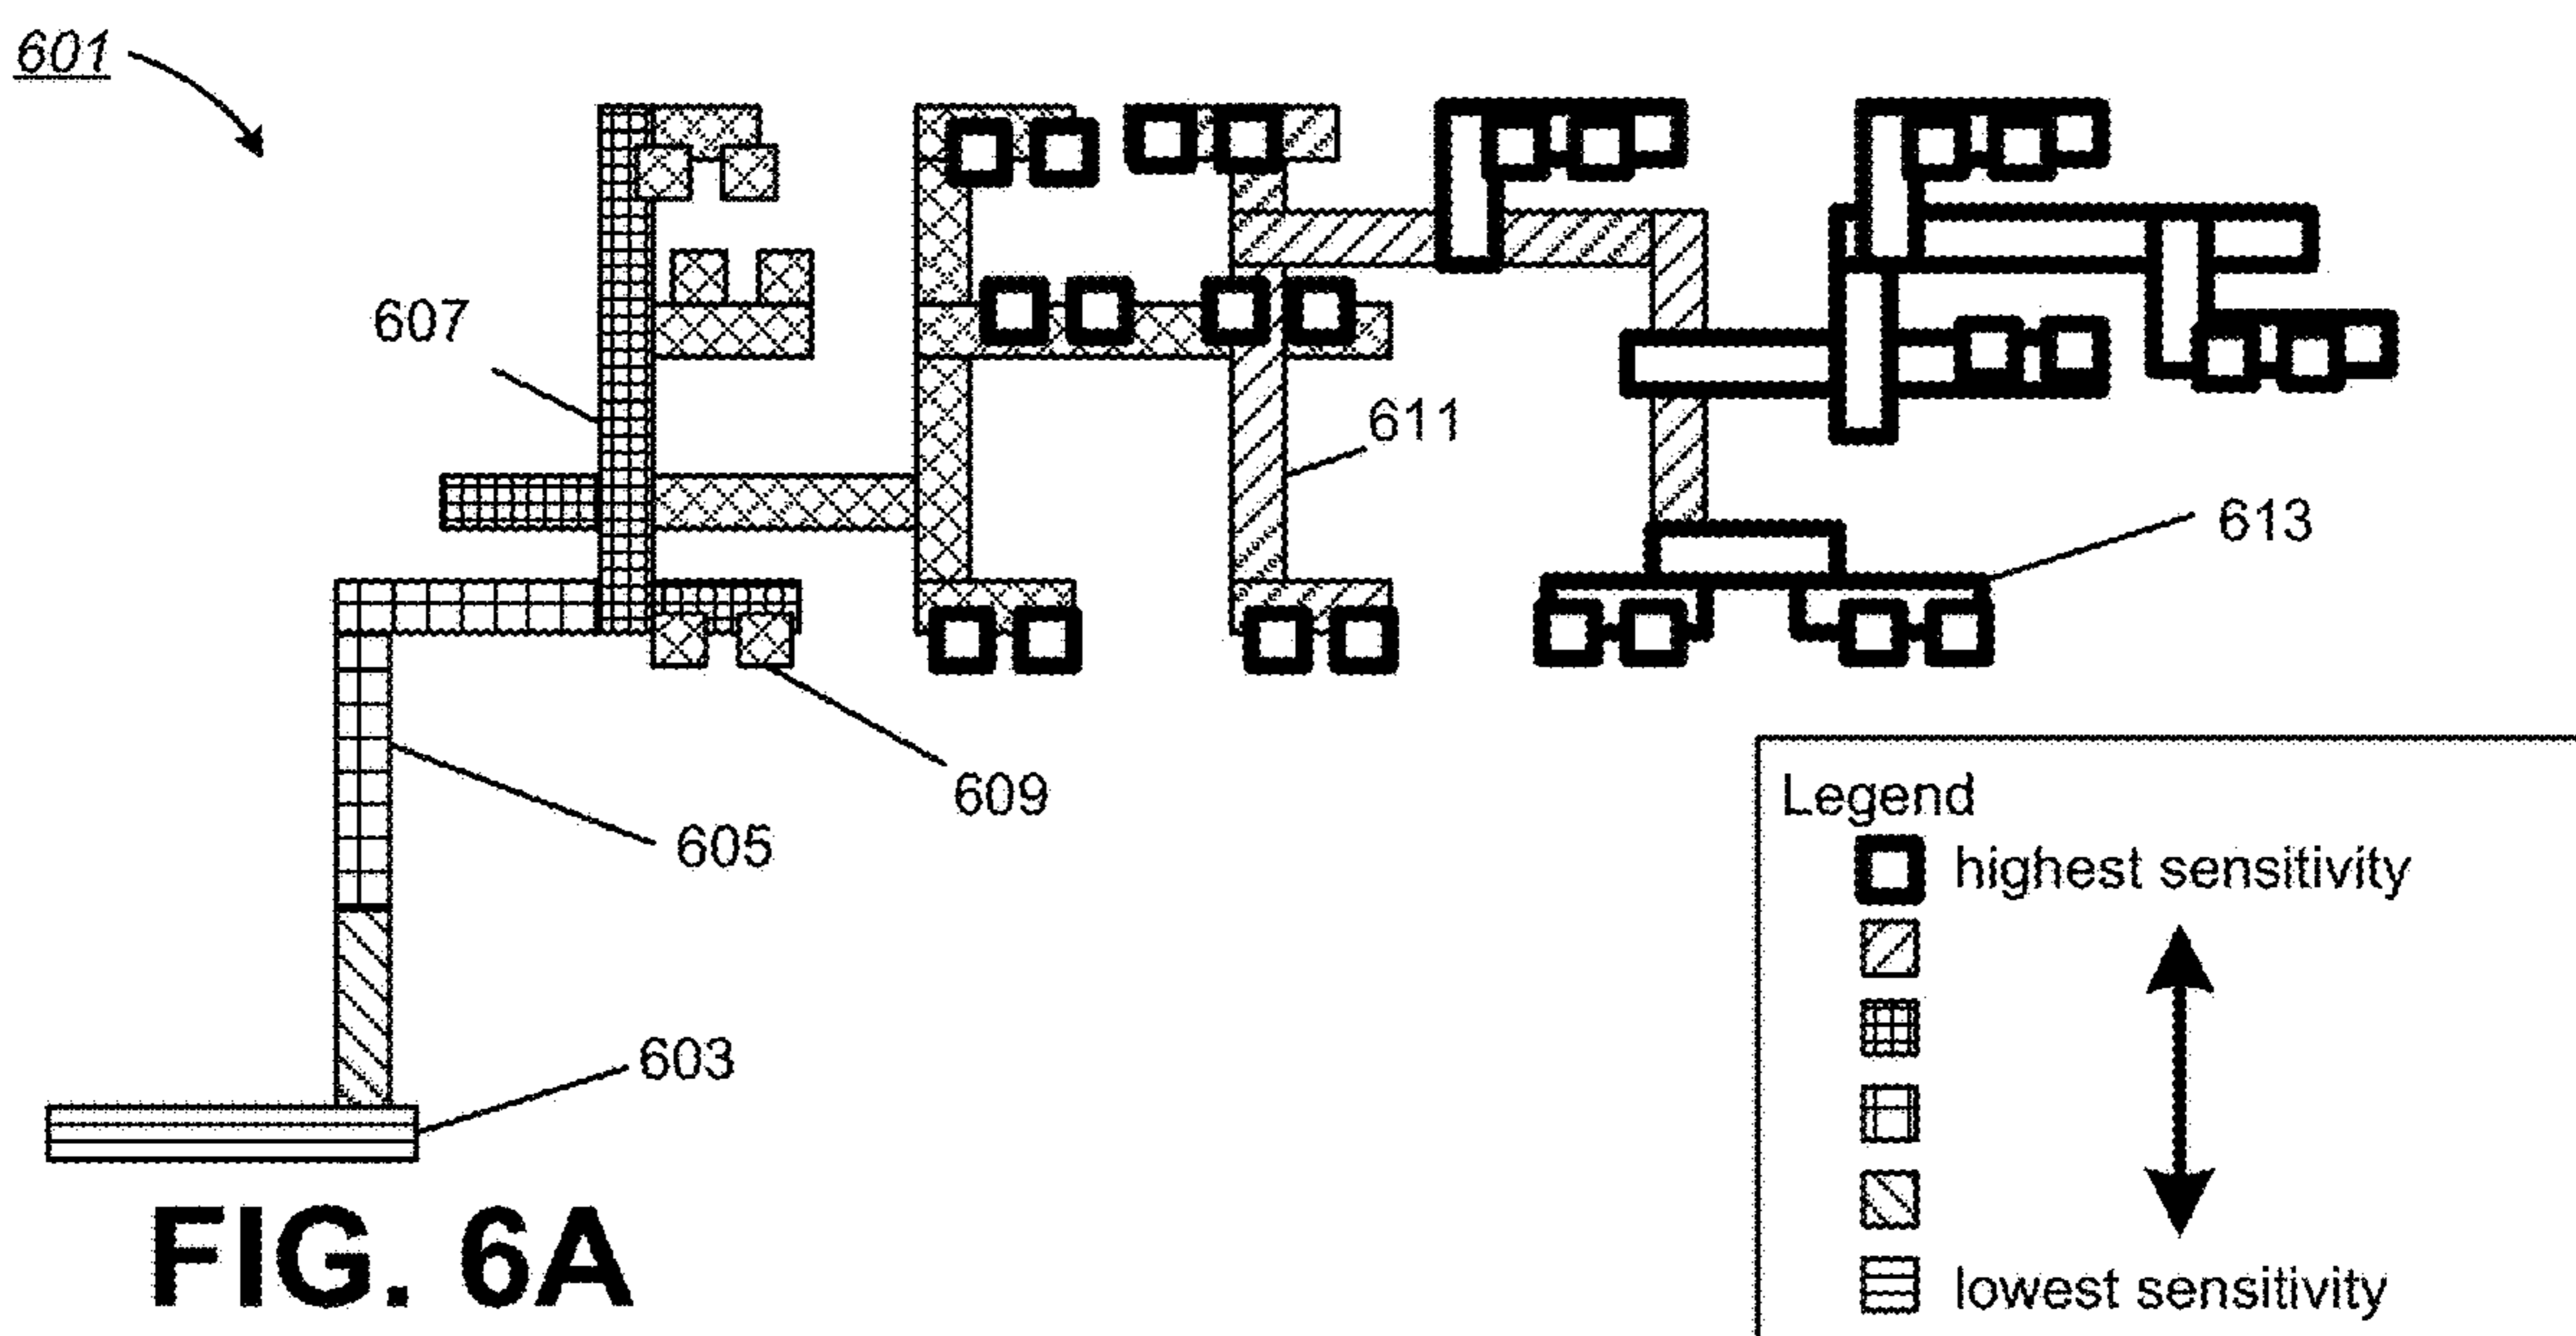 601
607
611
613
609
605
603
Legend
highest sensitivity
lowest sensitivity
FIG. 6A